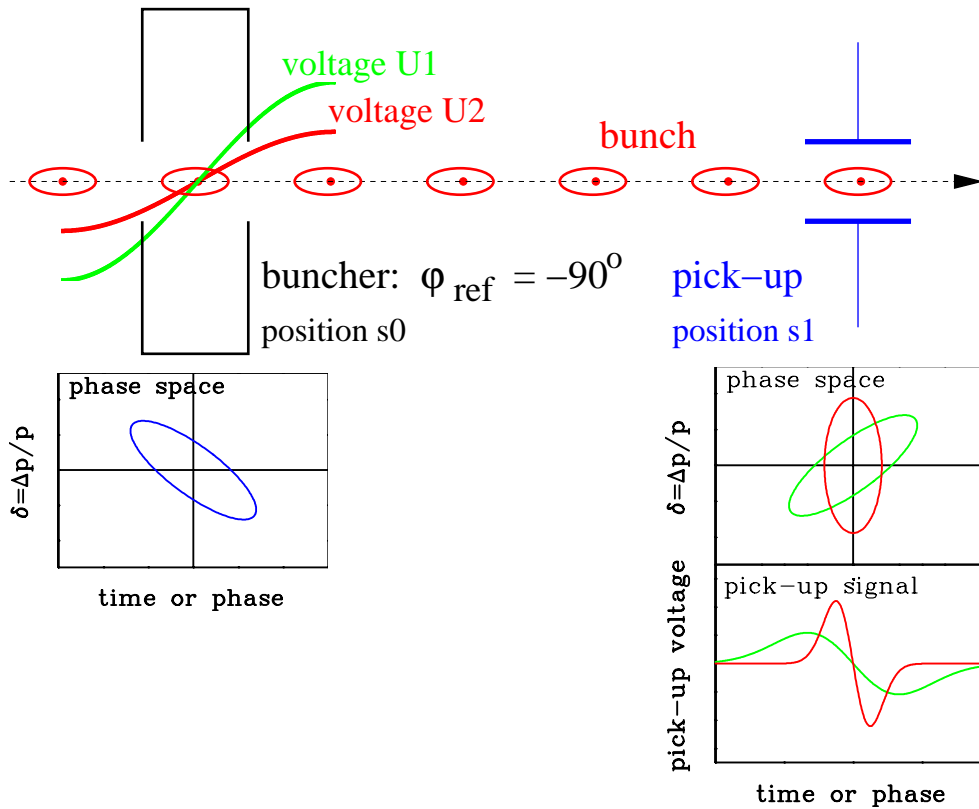 voltage U1
voltage U2
bunch
buncher: φ ref = −90°
position s0
pick−up
position s1
phase space
δ=Δp/p
time or phase
phase space
δ=Δp/p
pick−up signal
pick−up voltage
time or phase